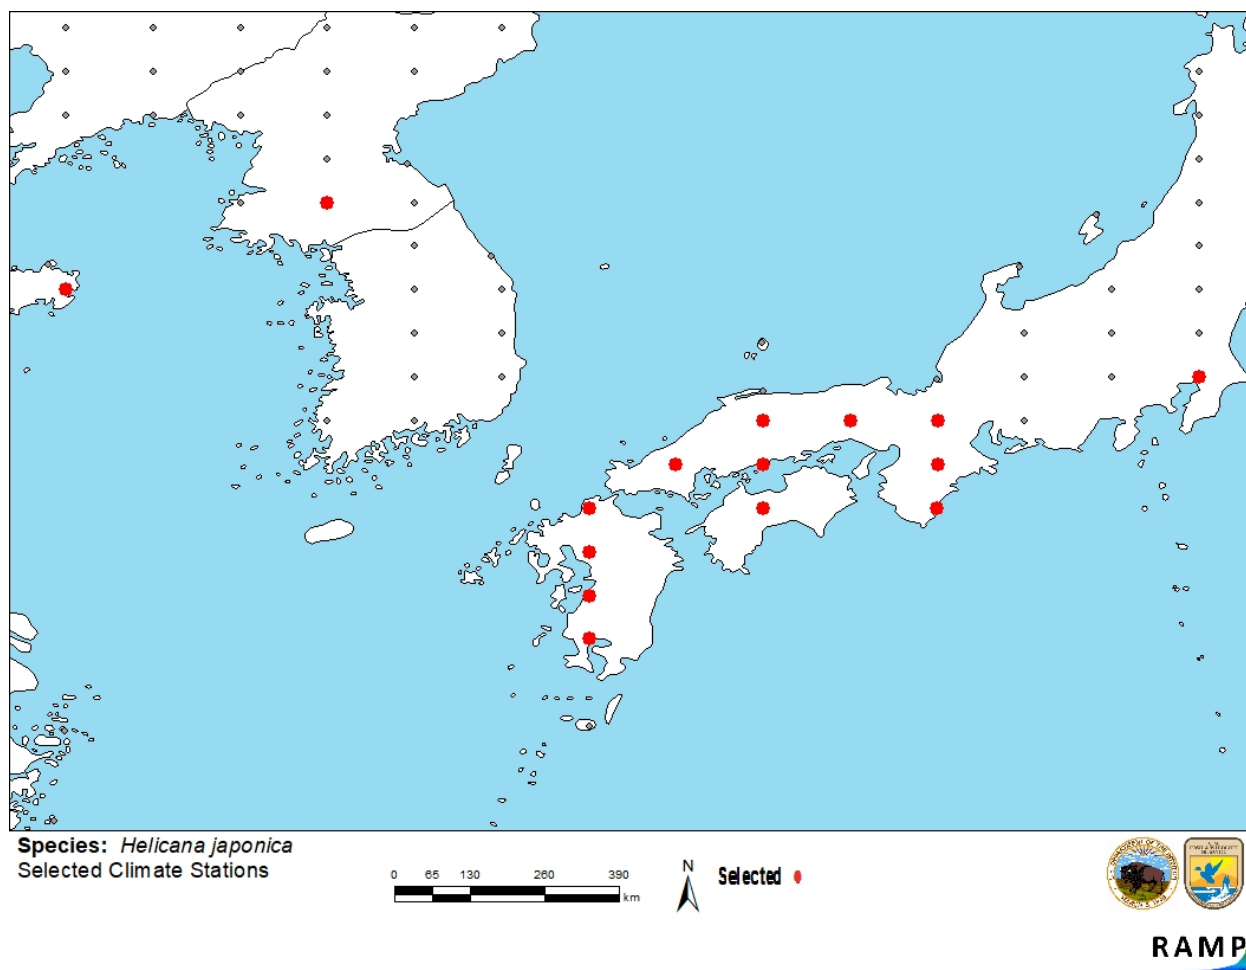 Species: Helicana japonica
Selected Climate Stations
0 65 130 260 390
km
N
Selected
RAMP